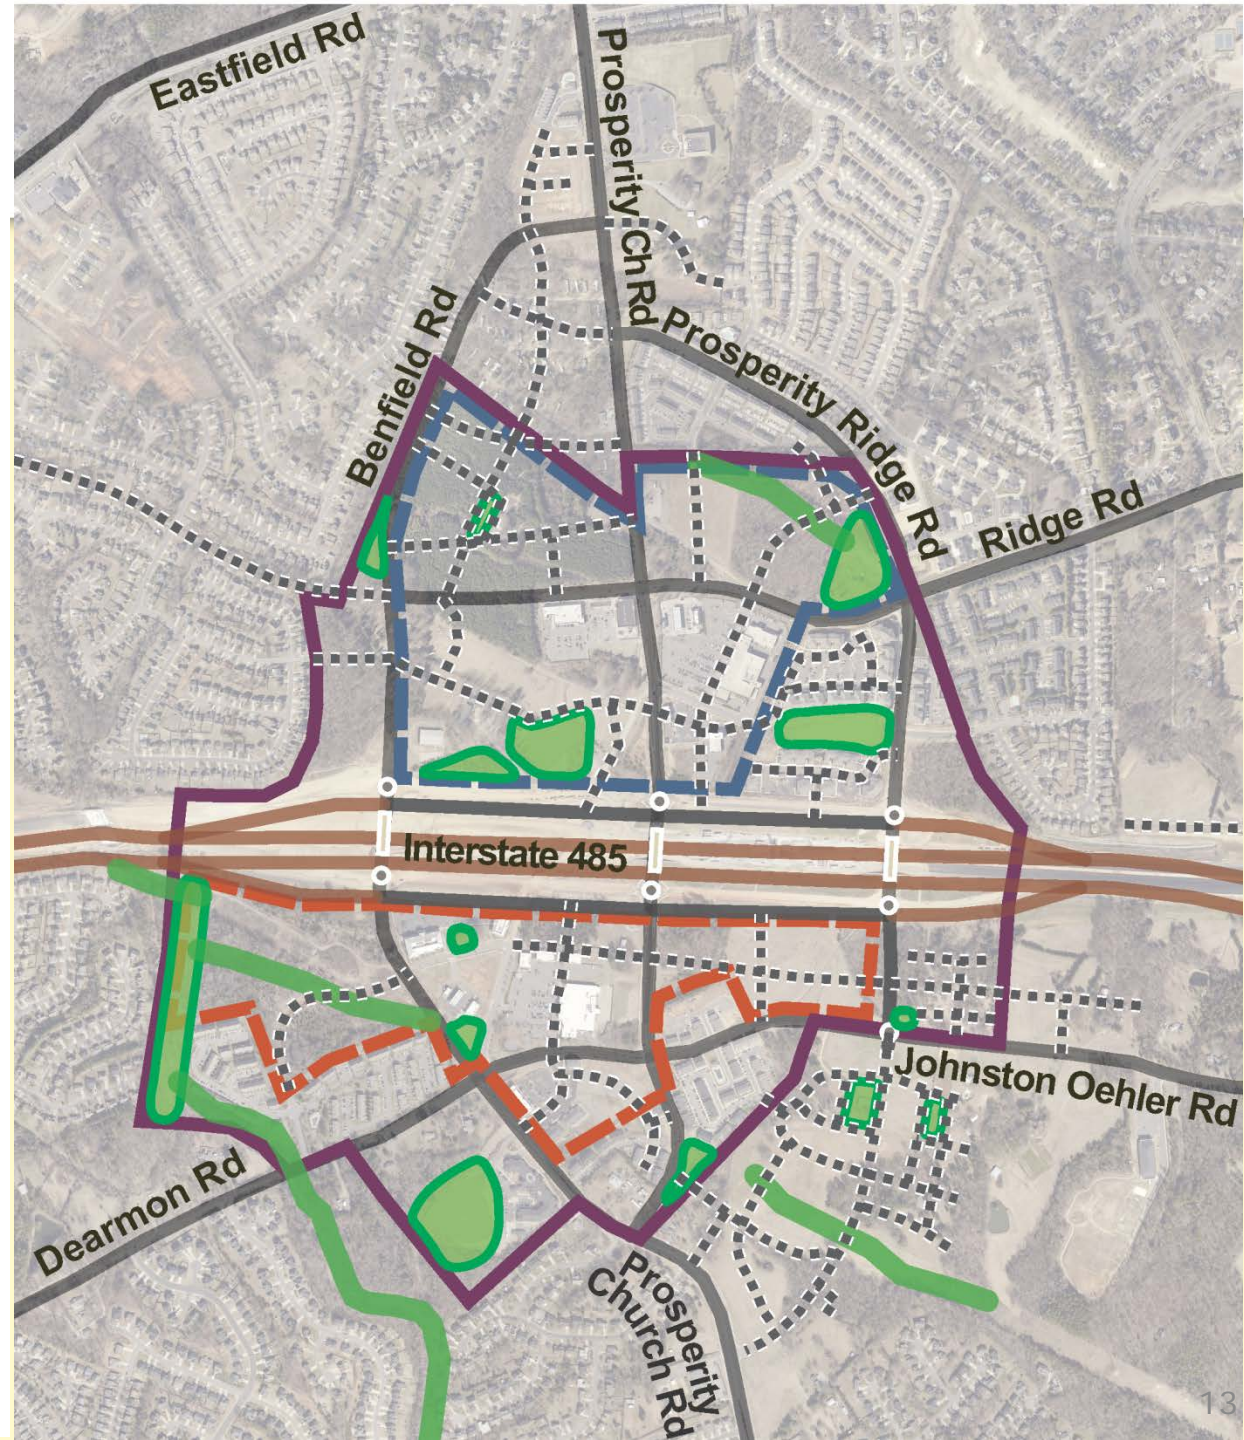 Eastfield Rd
Prosperity Ch Rd
Benfield Rd
Prosperity Ridge Rd
Ridge Rd
Interstate 485
Johnston Oehler Rd
Dearmon Rd
Prosperity
Church Rd
13